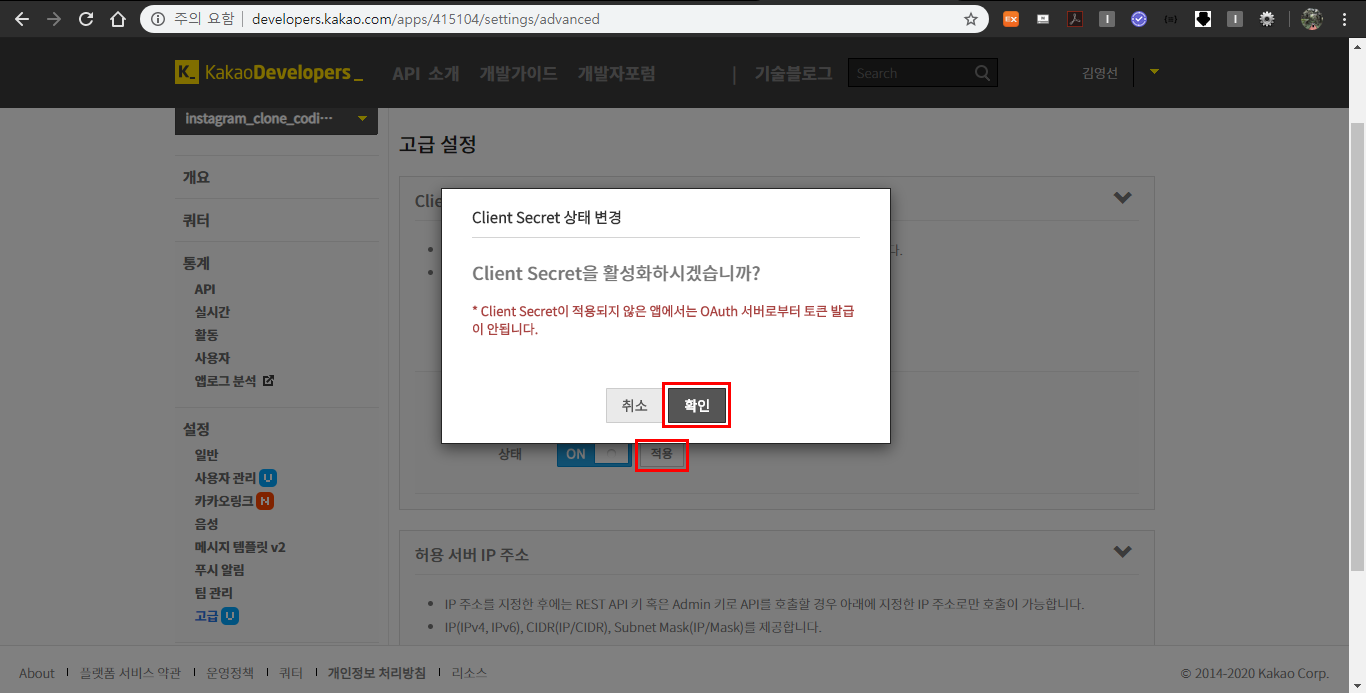 주의 요함 developers.kakao.com/apps/415104/settings/advanced
K_ KakaoDevelopers_ API 소개 개발가이드 개발자포럼 | 기술블로그 Search 김영선
instagram_clone_codi···
고급 설정
개요
쿼터
통계
API
실시간
활동
사용자
앱로그 분석
설정
일반
사용자 관리 U
카카오링크 N
음성
메시지 템플릿 v2
푸시 알림
팀 관리
고급 U
Clie
다.
Client Secret 상태 변경
Client Secret을 활성화하시겠습니까?
* Client Secret이 적용되지 않은 앱에서는 OAuth 서버로부터 토큰 발급
이 안됩니다.
취소 확인
상태 ON 적용
허용 서버 IP 주소
• IP 주소를 지정한 후에는 REST API 키 혹은 Admin 키로 API를 호출할 경우 아래에 지정한 IP 주소로만 호출이 가능합니다.
• IP(IPv4, IPv6), CIDR(IP/CIDR), Subnet Mask(IP/Mask)를 제공합니다.
About | 플랫폼 서비스 약관 | 운영정책 | 쿼터 | 개인정보 처리방침 | 리소스 © 2014-2020 Kakao Corp.